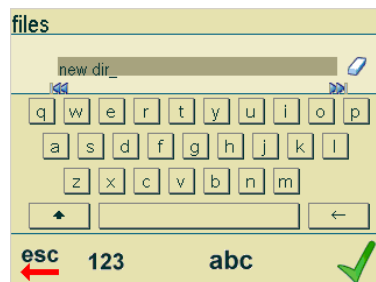 files
new dir_
q w e r t y u i o p
a s d f g h j k l
z x c v b n m
esc 123 abc